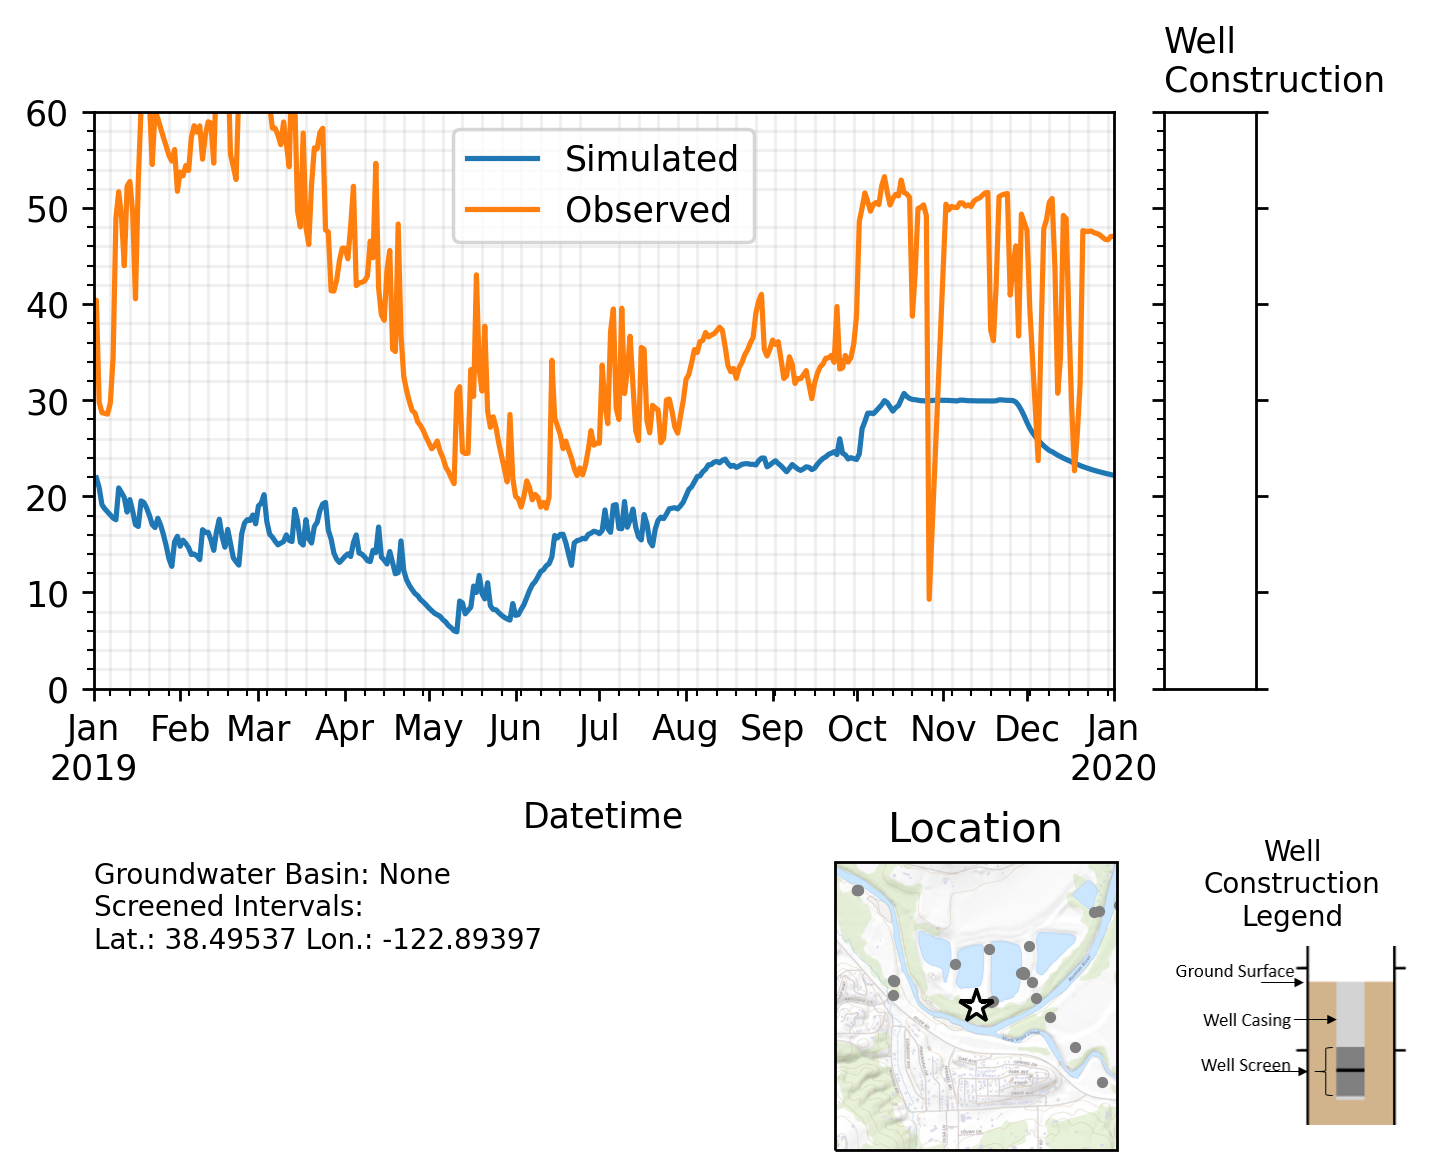 Well
Construction
60
50
40
30
20
10
0
Simulated
Observed
Jan Feb Mar Apr May Jun Jul Aug Sep Oct Nov Dec Jan
2019 2020
Datetime
Groundwater Basin: None
Screened Intervals:
Lat.: 38.49537 Lon.: -122.89397
Location
Well
Construction
Legend
Ground Surface
Well Casing
Well Screen